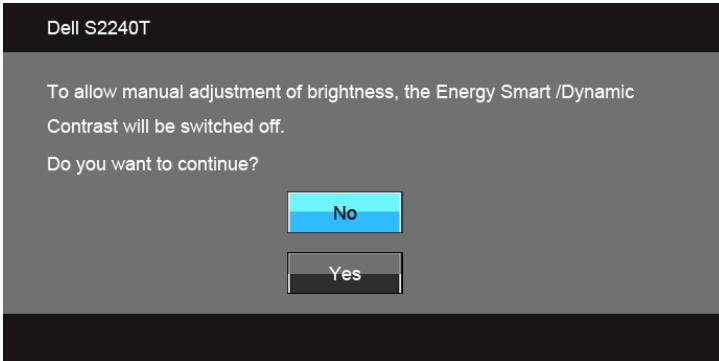 Dell S2240T
To allow manual adjustment of brightness, the Energy Smart /Dynamic
Contrast will be switched off.
Do you want to continue?
No
Yes